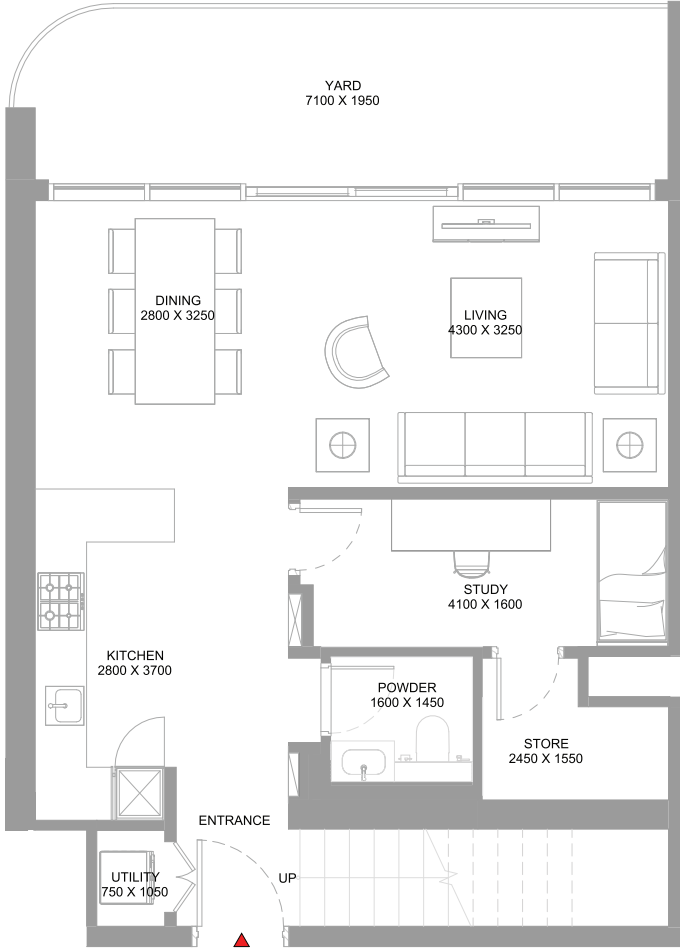 YARD
7100 X 1950
DINING
2800 X 3250
LIVING
4300 X 3250
STUDY
4100 X 1600
KITCHEN
2800 X 3700
POWDER
1600 X 1450
STORE
2450 X 1550
ENTRANCE
UP
UTILITY
750 X 1050